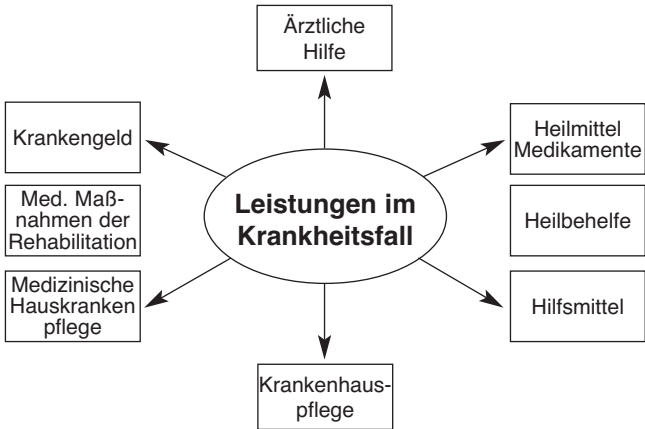 Ärztliche
Hilfe
Krankengeld
Heilmittel
Medikamente
Med. Maß-
nahmen der
Rehabilitation
Leistungen im
Krankheitsfall
Heilbehelfe
Medizinische
Hauskranken
pflege
Hilfsmittel
Krankenhaus-
pflege